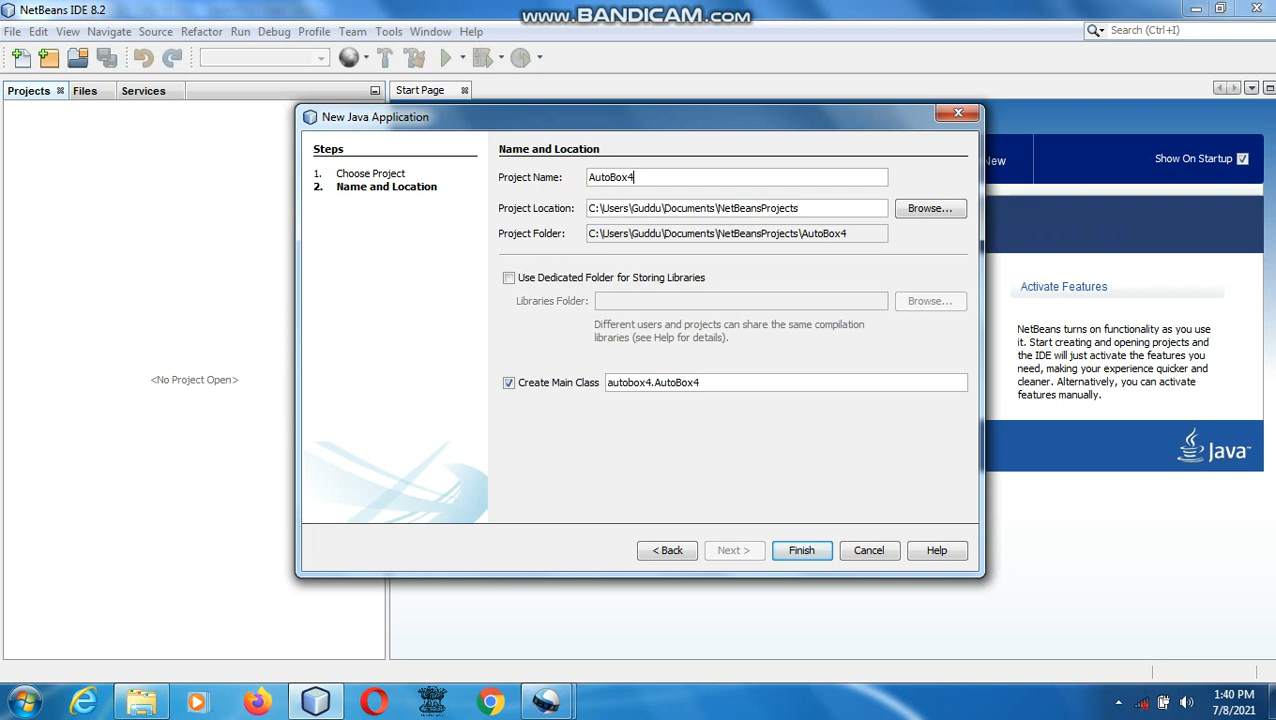 NetBeans IDE 8.2
www.BANDICAM.com
File Edit View Navigate Source Refactor Run Debug Profile Team Tools Window Help
Search (Ctrl+I)
Projects Files Services
Start Page
New Java Application
Steps
1. Choose Project
2. Name and Location
Name and Location
Project Name: AutoBox4
Project Location: C:\Users\Guddu\Documents\NetBeansProjects Browse...
Project Folder: C:\Users\Guddu\Documents\NetBeansProjects\AutoBox4
Use Dedicated Folder for Storing Libraries
Libraries Folder: Browse...
Different users and projects can share the same compilation
libraries (see Help for details).
Create Main Class autobox4.AutoBox4
< Back Next > Finish Cancel Help
<No Project Open>
New
Show On Startup
Activate Features
NetBeans turns on functionality as you use
it. Start creating and opening projects and
the IDE will just activate the features you
need, making your experience quicker and
cleaner. Alternatively, you can activate
features manually.
Java™
1:40 PM
7/8/2021